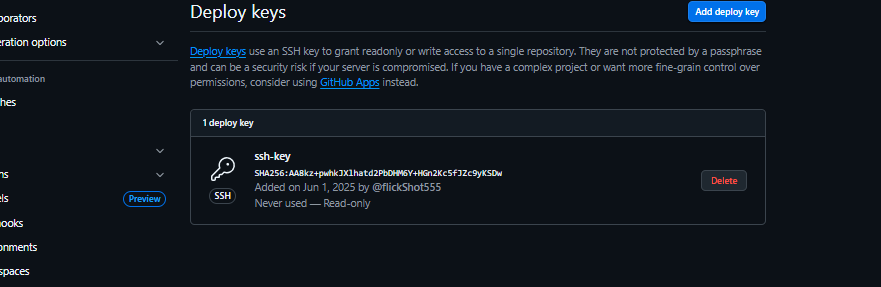 Deploy keys
Add deploy key
Deploy keys use an SSH key to grant readonly or write access to a single repository. They are not protected by a passphrase
and can be a security risk if your server is compromised. If you have a complex project or want more fine-grain control over
permissions, consider using GitHub Apps instead.
1 deploy key
ssh-key
SHA256:AA8kz+pwhkJXlhatd2PbDHM6Y+HGn2Kc5fJZc9yKSDw
Added on Jun 1, 2025 by @flickShot555
Never used — Read-only
SSH
Delete
porators
eration options
automation
hes
ns
ls
Preview
ooks
onments
spaces